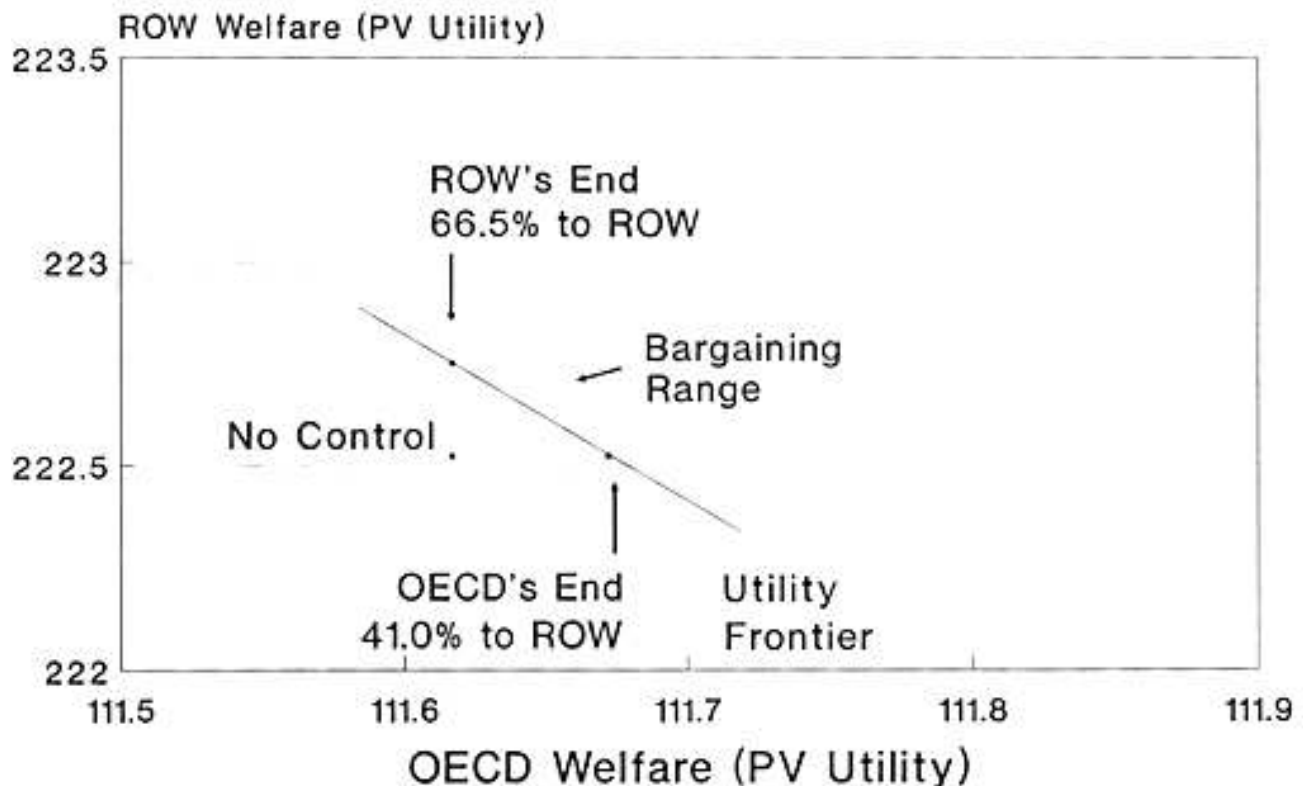 ROW Welfare (PV Utility)
223.5
ROW's End
66.5% to ROW
223
Bargaining
Range
No Control
222.5
OECD's End
41.0% to ROW
Utility
Frontier
222
111.5
111.6
111.7
111.8
111.9
OECD Welfare (PV Utility)